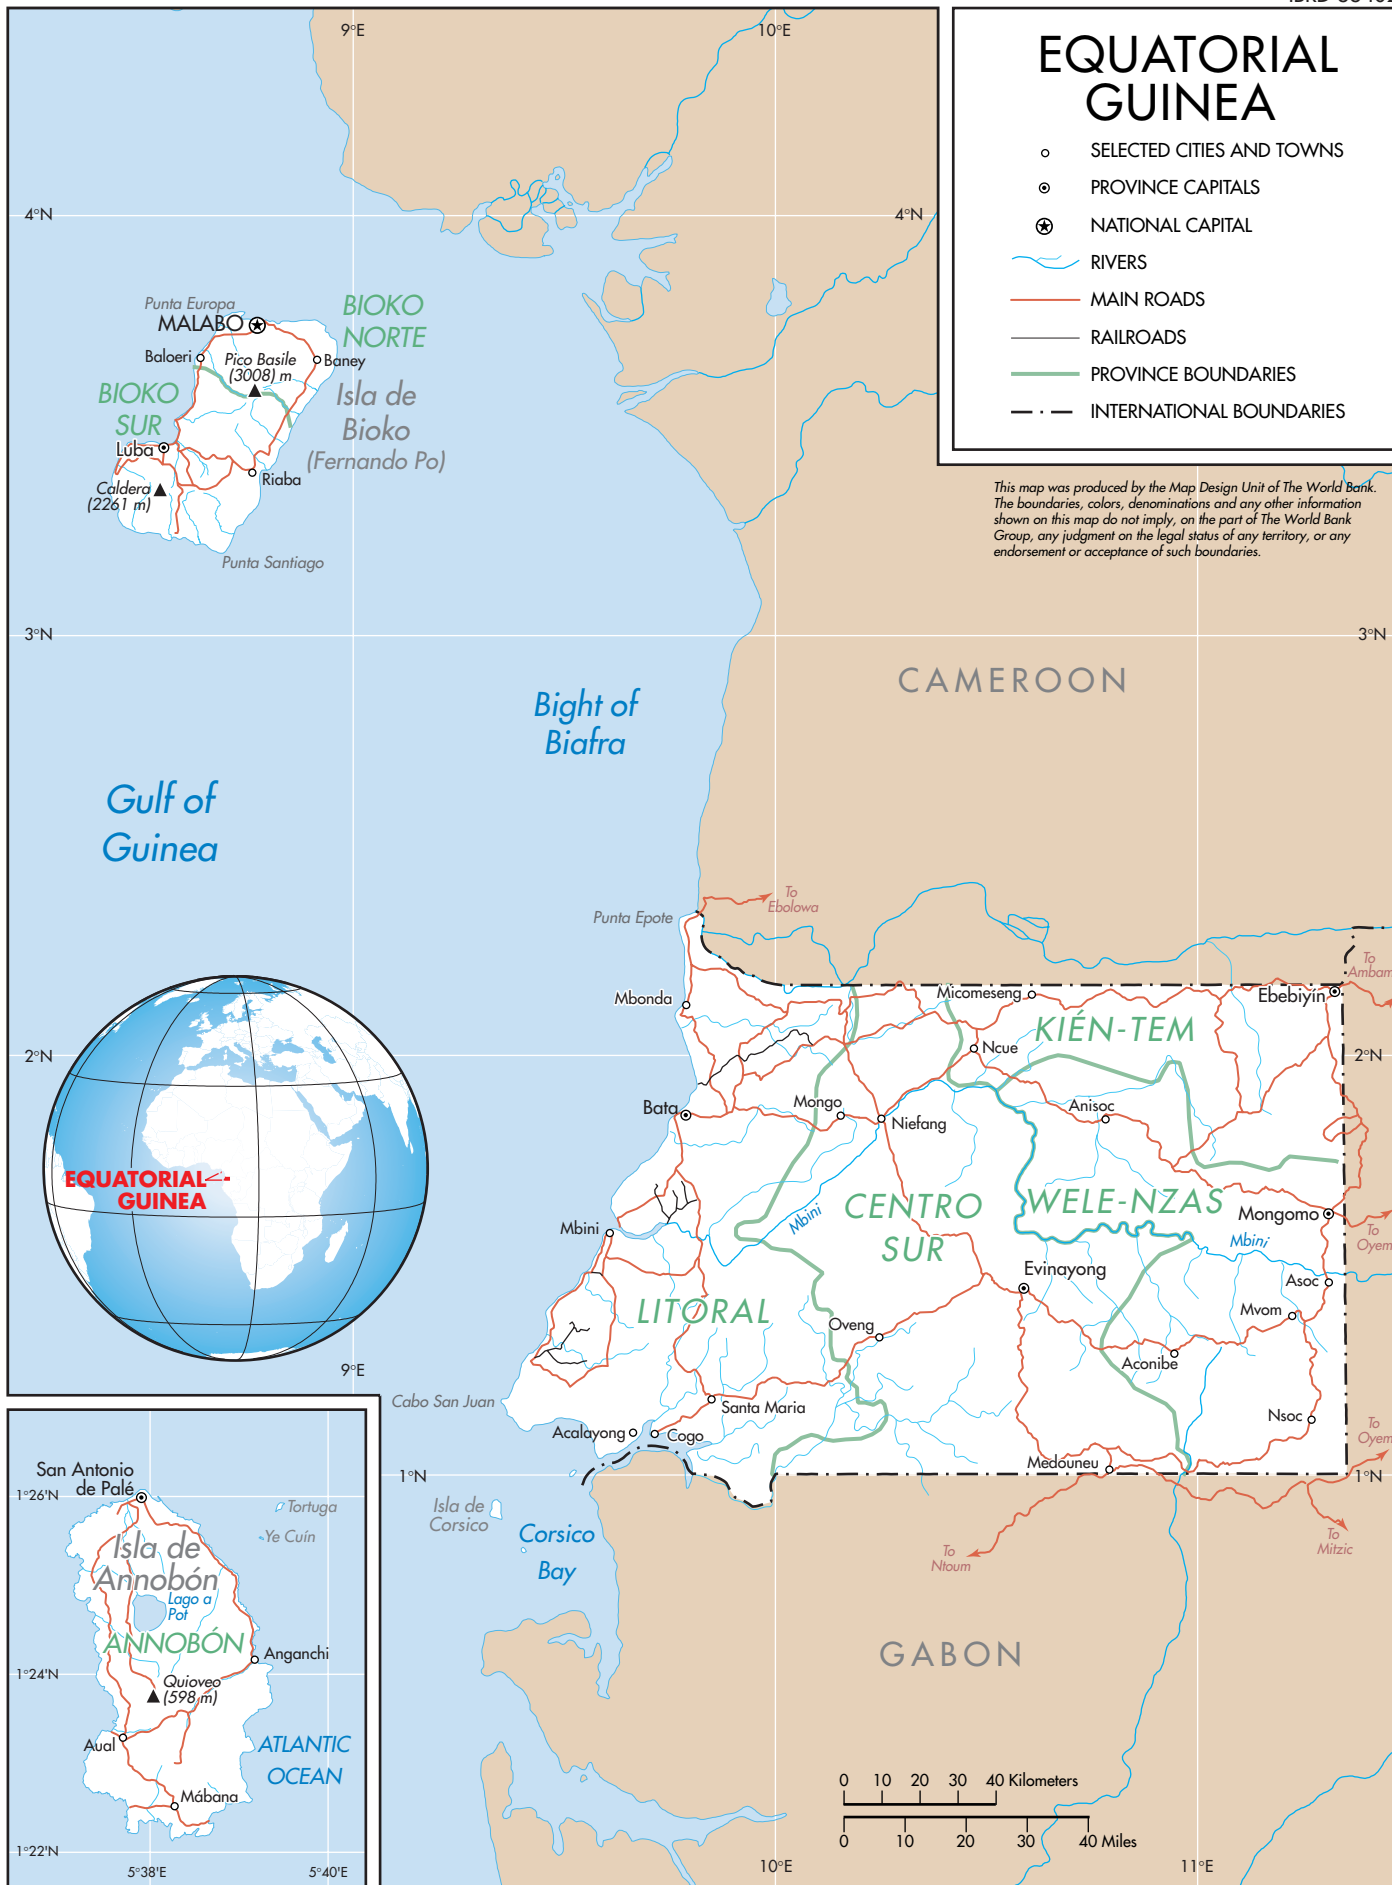 EQUATORIAL
GUINEA
SELECTED CITIES AND TOWNS
PROVINCE CAPITALS
NATIONAL CAPITAL
RIVERS
MAIN ROADS
RAILROADS
PROVINCE BOUNDARIES
INTERNATIONAL BOUNDARIES
This map was produced by the Map Design Unit of The World Bank.
The boundaries, colors, denominations and any other information
shown on this map do not imply, on the part of The World Bank
Group, any judgment on the legal status of any territory, or any
endorsement or acceptance of such boundaries.
9°E
10°E
4°N
4°N
Punta Europa
MALABO
BIOKO
NORTE
Baloeri
Pico Basile
(3008) m
Baney
BIOKO
SUR
Isla de
Bioko
(Fernando Po)
Luba
Riaba
Caldera
(2261 m)
Punta Santiago
3°N
3°N
CAMEROON
Bight of
Biafra
Gulf of
Guinea
To
Ebolowa
Punta Epote
To
Ambam
Mbonda
Micomeseng
Ebebiyin
KIÉN-TEM
Ncue
2°N
2°N
Bata
Mongo
Niefang
Anisoc
EQUATORIAL
GUINEA
CENTRO
SUR
WELE-NZAS
Mbini
Mbini
Mongomo
Mbini
To
Oyem
Evinayong
Asoc
LITORAL
Mvom
Oveng
Aconibe
9°E
Cabo San Juan
Santa Maria
Nsoc
To
Oyem
Acalayong
Cogo
Medouneu
1°N
1°N
Isla de
Corsico
Corsico
Bay
To
Ntoum
To
Mitzic
GABON
San Antonio
de Palé
1°26'N
Tortuga
Ye Cuín
Isla de
Annobón
Lago a
Pot
ANNOBÓN
Anganchi
1°24'N
Quioveo
(598 m)
Aual
ATLANTIC
OCEAN
Mábana
1°22'N
5°38'E
5°40'E
0 10 20 30 40 Kilometers
0 10 20 30 40 Miles
10°E
11°E